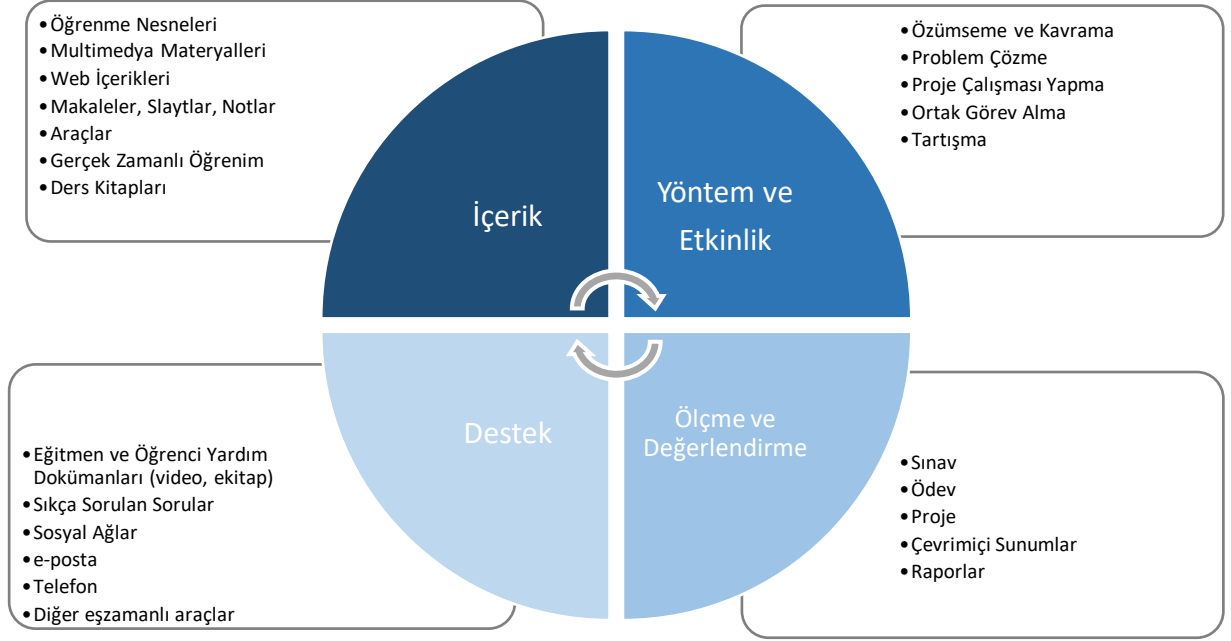 •Öğrenme Nesneleri
•Multimedya Materyalleri
•Web İçerikleri
•Makaleler, Slaytlar, Notlar
•Araçlar
•Gerçek Zamanlı Öğrenim
•Ders Kitapları
•Özümseme ve Kavrama
•Problem Çözme
•Proje Çalışması Yapma
•Ortak Görev Alma
•Tartışma
İçerik
Yöntem ve
Etkinlik
Destek
Ölçme ve
Değerlendirme
•Eğitmen ve Öğrenci Yardım
Dokümanları (video, ekitap)
•Sıkça Sorulan Sorular
•Sosyal Ağlar
•e-posta
•Telefon
•Diğer eşzamanlı araçlar
•Sınav
•Ödev
•Proje
•Çevrimiçi Sunumlar
•Raporlar